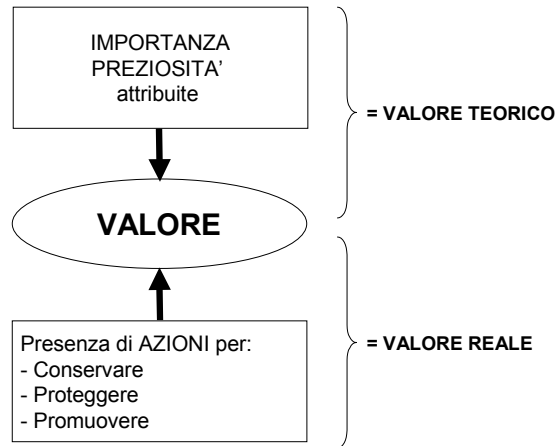 IMPORTANZA
PREZIOSITA’
attribuite
= VALORE TEORICO
VALORE
Presenza di AZIONI per:
- Conservare
- Proteggere
- Promuovere
= VALORE REALE